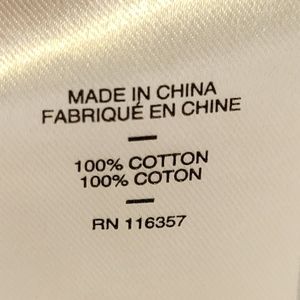 MADE IN CHINA
FABRIQUÉ EN CHINE
100% COTTON
100% COTON
RN 116357